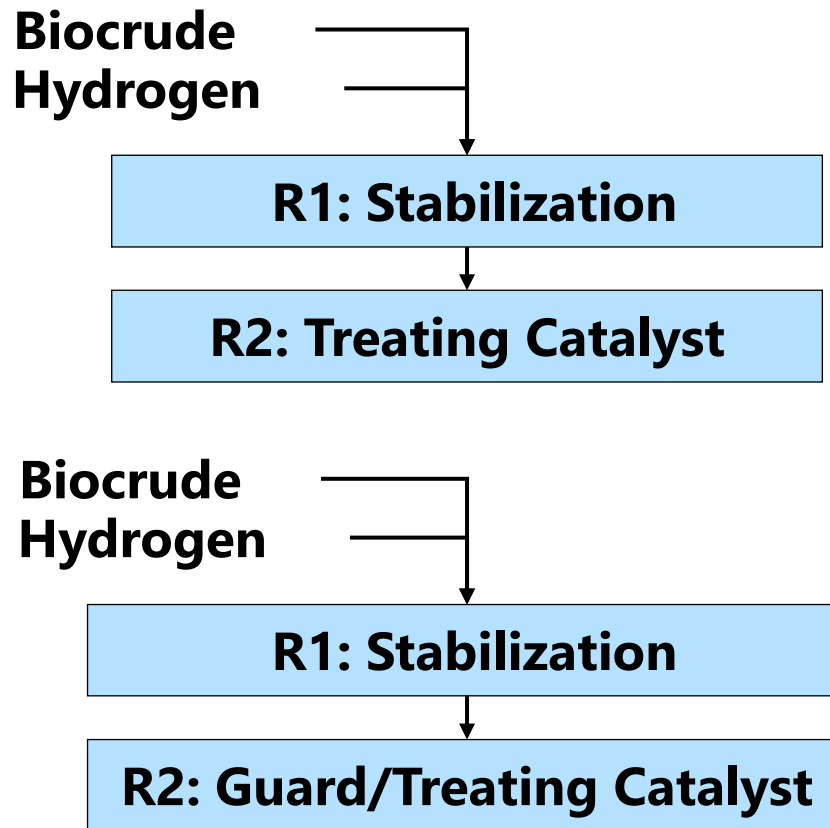 Biocrude
Hydrogen
R1: Stabilization
R2: Treating Catalyst
Biocrude
Hydrogen
R1: Stabilization
R2: Guard/Treating Catalyst